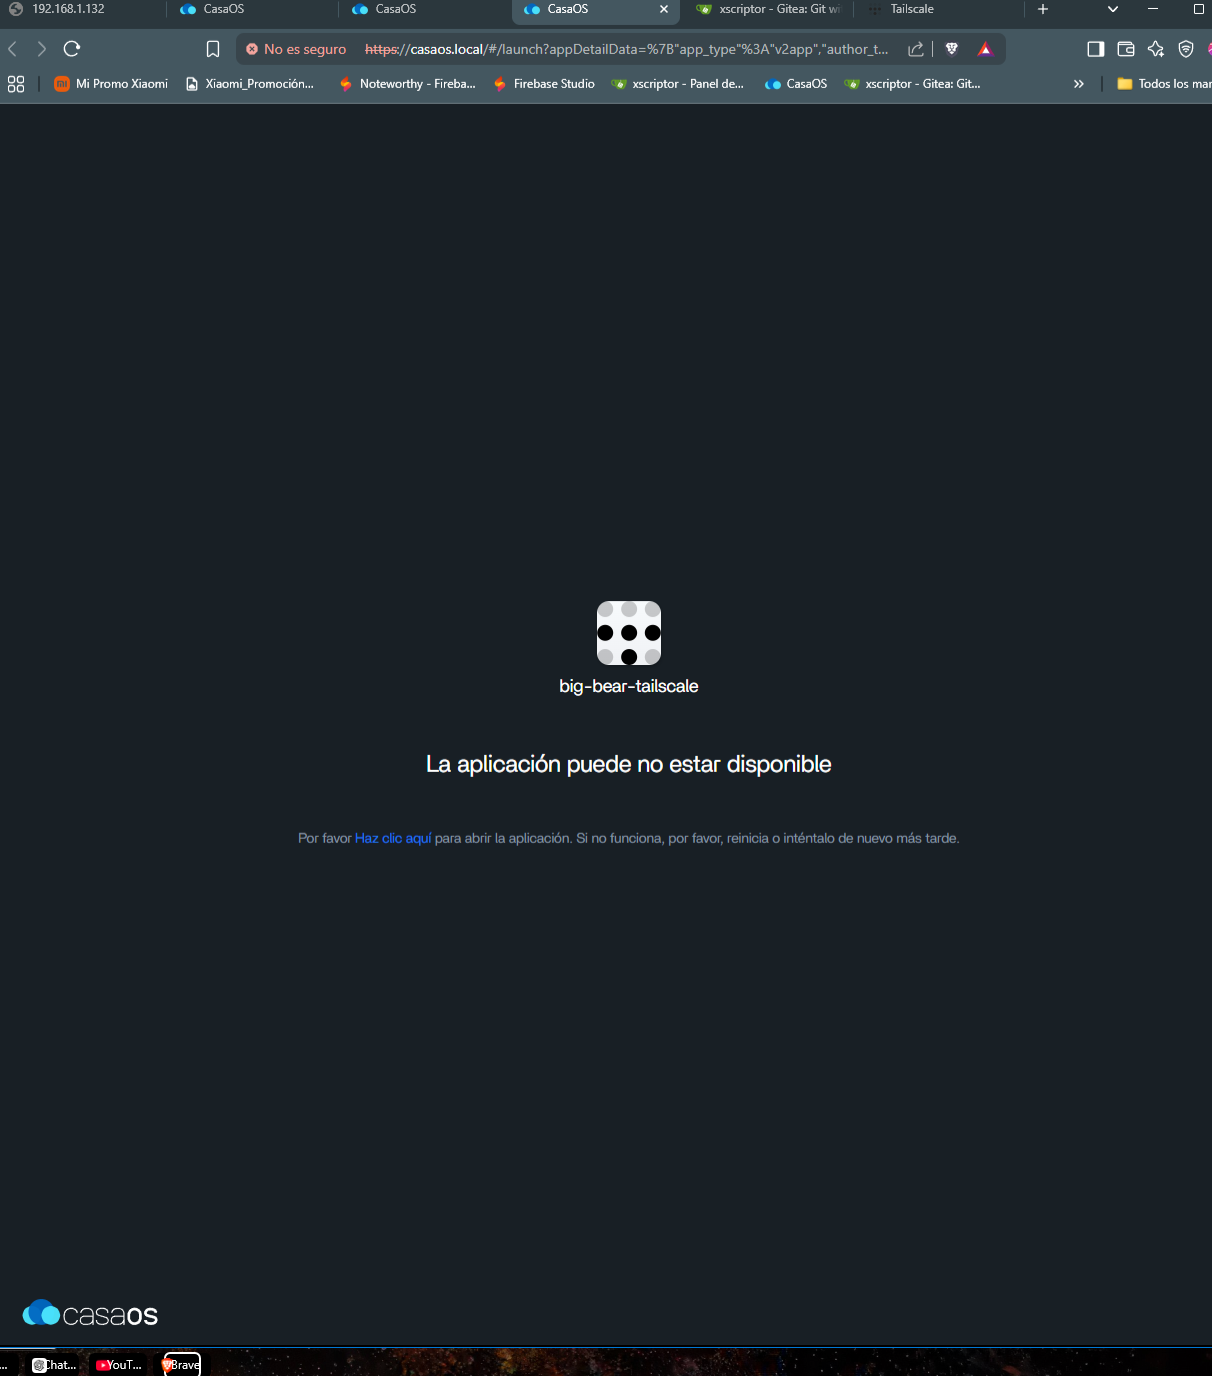 192.168.1.132
CasaOS
CasaOS
CasaOS
xscriptor - Gitea: Git wi
Tailscale
No es seguro
https://casaos.local/#/launch?appDetailData=%7B"app_type"%3A"v2app","author_t...
Mi Promo Xiaomi
Xiaomi_Promoción...
Noteworthy - Fireba...
Firebase Studio
xscriptor - Panel de...
CasaOS
xscriptor - Gitea: Git...
Todos los mar
big-bear-tailscale
La aplicación puede no estar disponible
Por favor Haz clic aquí para abrir la aplicación. Si no funciona, por favor, reinicia o inténtalo de nuevo más tarde.
casaos
...
Chat...
YouT...
Brave